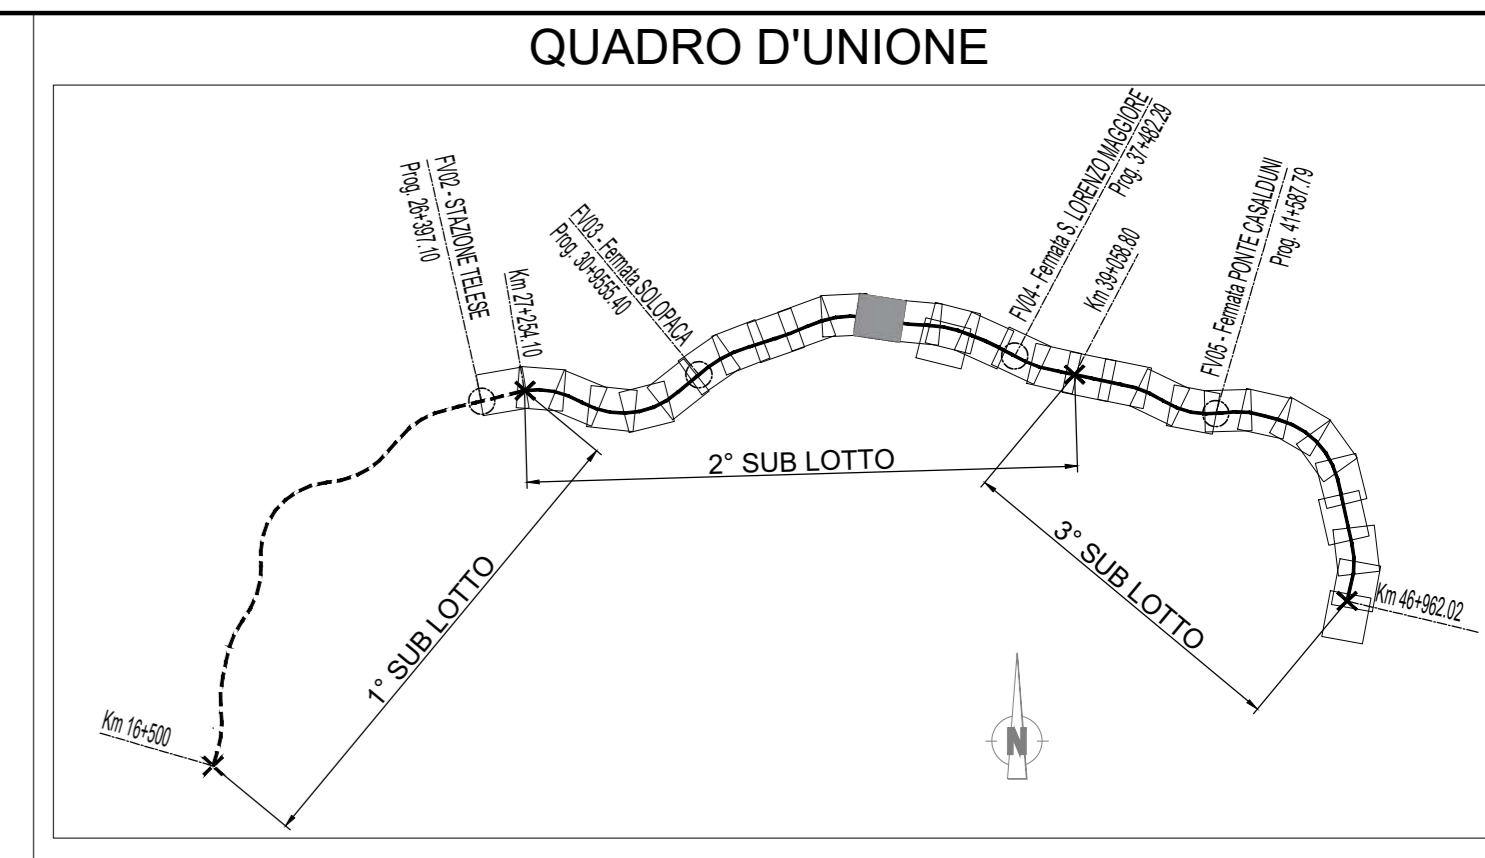 QUADRO D'UNIONE
FV02 - STAZIONE TELESE
Prog. 26+397.10
Km 27+254.10
FV03 - Fermata SOLOPACA
Prog. 30+9555.40
FV04 - Fermata S. LORENZO MAGGIORE
Prog. 37+482.29
Km 39+058.80
FV05 - Fermata PONTE CASALDUNI
Prog. 41+587.79
2° SUB LOTTO
1° SUB LOTTO
3° SUB LOTTO
Km 46+962.02
Km 16+500
N